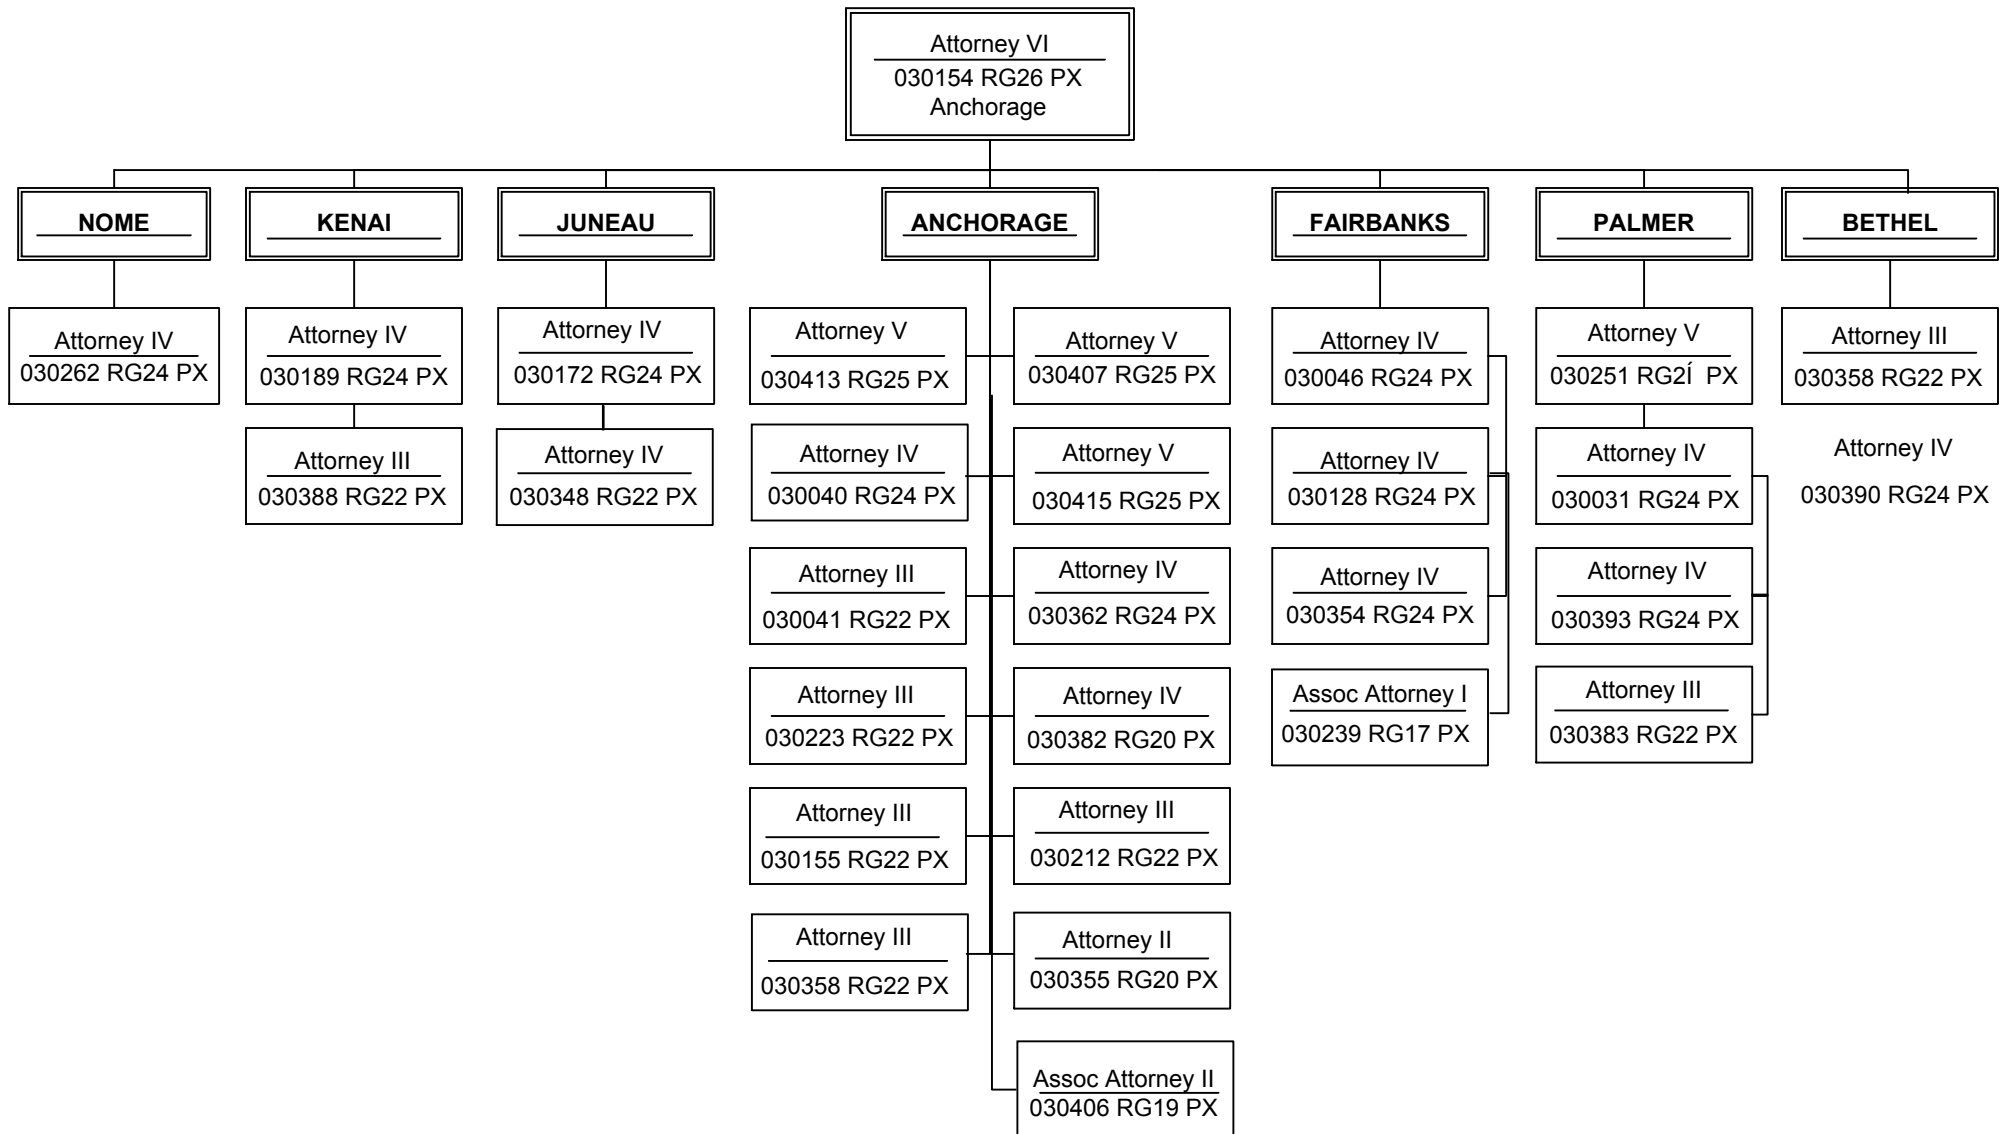 Attorney VI
030154 RG26 PX
Anchorage
NOME
KENAI
JUNEAU
ANCHORAGE
FAIRBANKS
PALMER
BETHEL
Attorney IV
030262 RG24 PX
Attorney IV
030189 RG24 PX
Attorney III
030388 RG22 PX
Attorney IV
030172 RG24 PX
Attorney IV
030348 RG22 PX
Attorney V
030413 RG25 PX
Attorney V
030407 RG25 PX
Attorney IV
030040 RG24 PX
Attorney V
030415 RG25 PX
Attorney III
030041 RG22 PX
Attorney IV
030362 RG24 PX
Attorney III
030223 RG22 PX
Attorney IV
030382 RG20 PX
Attorney III
030155 RG22 PX
Attorney III
030212 RG22 PX
Attorney III
030358 RG22 PX
Attorney II
030355 RG20 PX
Assoc Attorney II
030406 RG19 PX
Attorney IV
030046 RG24 PX
Attorney IV
030128 RG24 PX
Attorney IV
030354 RG24 PX
Assoc Attorney I
030239 RG17 PX
Attorney V
030251 RG2Í PX
Attorney IV
030031 RG24 PX
Attorney IV
030393 RG24 PX
Attorney III
030383 RG22 PX
Attorney III
030358 RG22 PX
Attorney IV
030390 RG24 PX